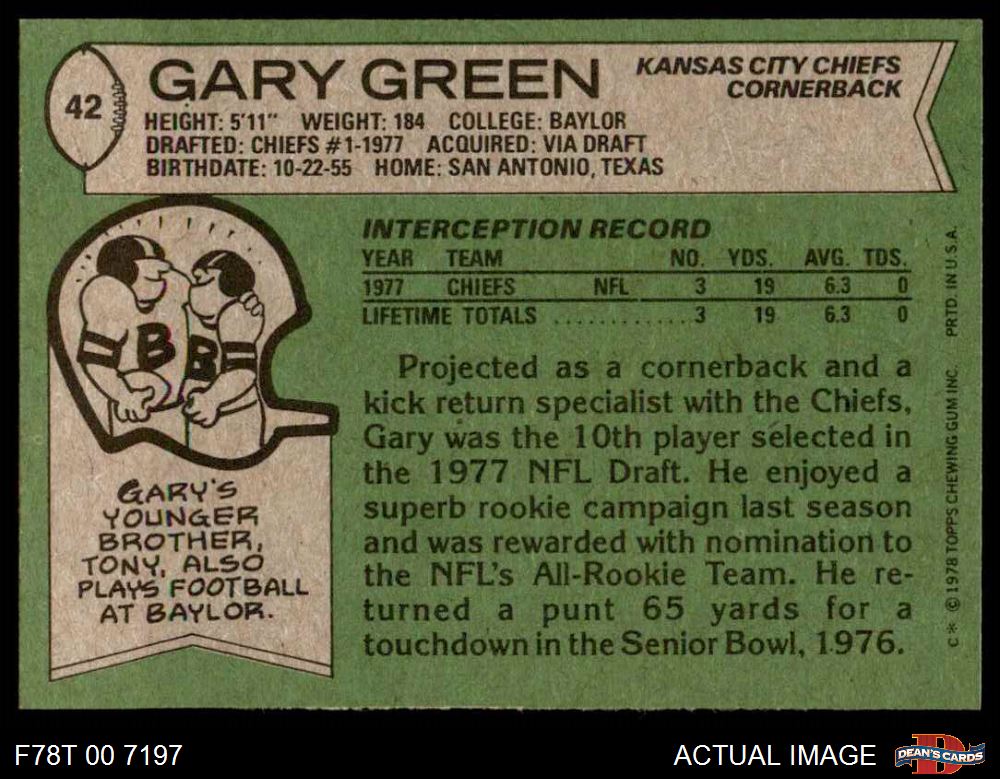 42
GARY GREEN
KANSAS CITY CHIEFS
CORNERBACK
HEIGHT: 5'11" WEIGHT: 184 COLLEGE: BAYLOR
DRAFTED: CHIEFS #1-1977 ACQUIRED: VIA DRAFT
BIRTHDATE: 10-22-55 HOME: SAN ANTONIO, TEXAS
B
B
GARY'S
YOUNGER
BROTHER,
TONY, ALSO
PLAYS FOOTBALL
AT BAYLOR.
INTERCEPTION RECORD
YEAR TEAM NO. YDS. AVG. TDS.
1977 CHIEFS NFL 3 19 6.3 0
LIFETIME TOTALS ............ 3 19 6.3 0
Projected as a cornerback and a
kick return specialist with the Chiefs,
Gary was the 10th player selected in
the 1977 NFL Draft. He enjoyed a
superb rookie campaign last season
and was rewarded with nomination to
the NFL's All-Rookie Team. He re-
turned a punt 65 yards for a
touchdown in the Senior Bowl, 1976.
C* © 1978 TOPPS CHEWING GUM INC. PRTD. IN U.S.A.
F78T 00 7197
ACTUAL IMAGE
D
DEAN'S CARDS